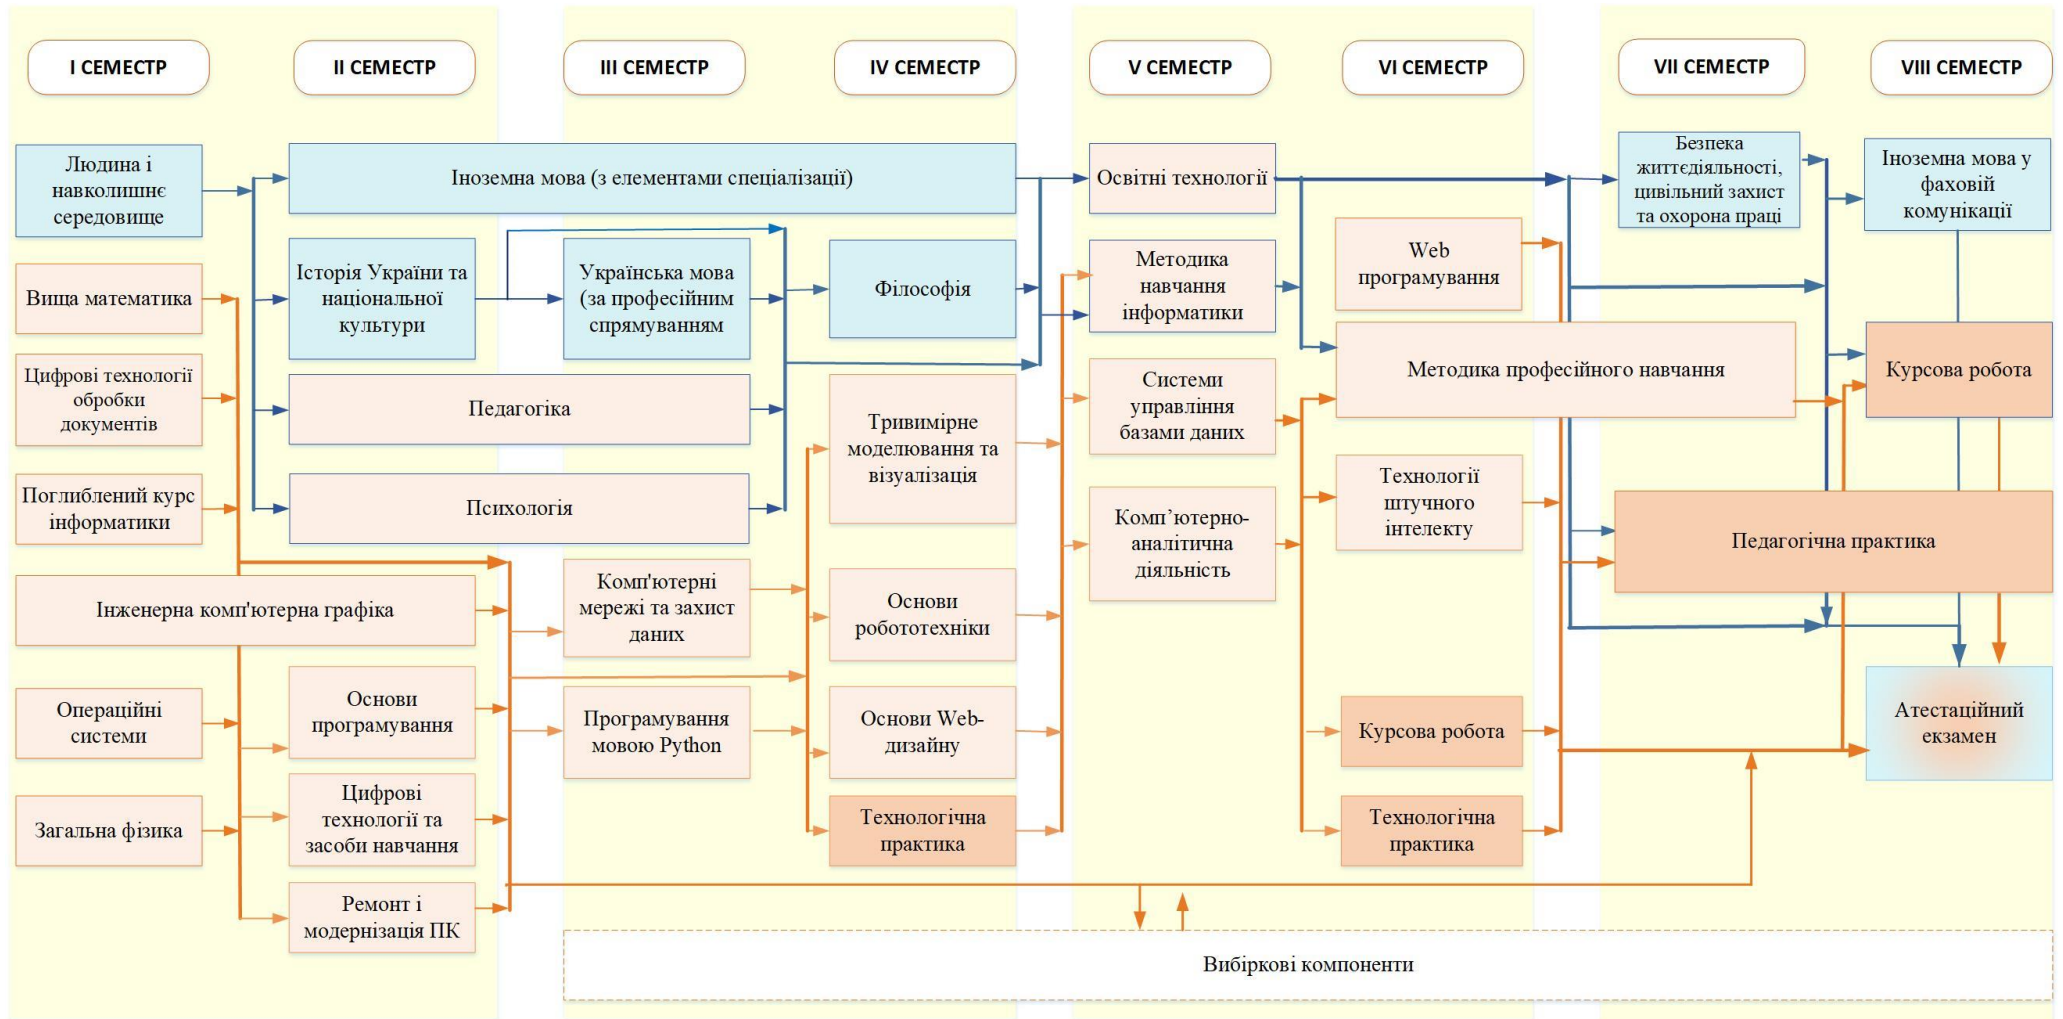 I СЕМЕСТР
II СЕМЕСТР
III СЕМЕСТР
IV СЕМЕСТР
V СЕМЕСТР
VI СЕМЕСТР
VII СЕМЕСТР
VIII СЕМЕСТР
Людина і
навколишнє
середовище
Вища математика
Цифрові технології
обробки
документів
Поглиблений курс
інформатики
Інженерна комп'ютерна графіка
Операційні
системи
Загальна фізика
Іноземна мова (з елементами спеціалізації)
Історія України та
національної
культури
Педагогіка
Психологія
Основи
програмування
Цифрові
технології та
засоби навчання
Ремонт і
модернізація ПК
Українська мова
(за професійним
спрямуванням
Комп'ютерні
мережі та захист
даних
Програмування
мовою Python
Філософія
Тривимірне
моделювання та
візуалізація
Основи
робототехніки
Основи Web-
дизайну
Технологічна
практика
Освітні технології
Методика
навчання
інформатики
Системи
управління
базами даних
Комп’ютерно-
аналітична
діяльність
Web
програмування
Методика професійного навчання
Технології
штучного
інтелекту
Курсова робота
Технологічна
практика
Безпека
життєдіяльності,
цивільний захист
та охорона праці
Іноземна мова у
фаховій
комунікації
Курсова робота
Педагогічна практика
Атестаційний
екзамен
Вибіркові компоненти